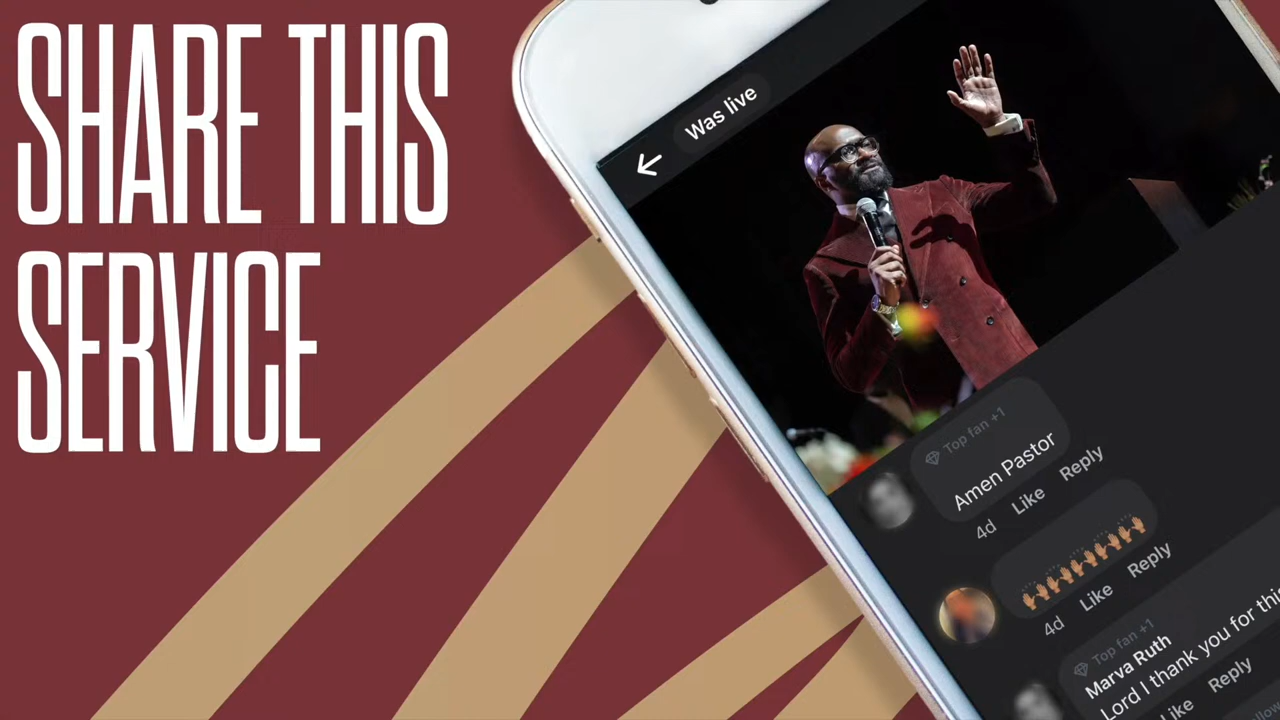 SHARE THIS
SERVICE
Was live
Top fan +1
Amen Pastor
4d Like Reply
4d Like Reply
Top fan +1
Marva Ruth
Lord I thank you for this
Like Reply